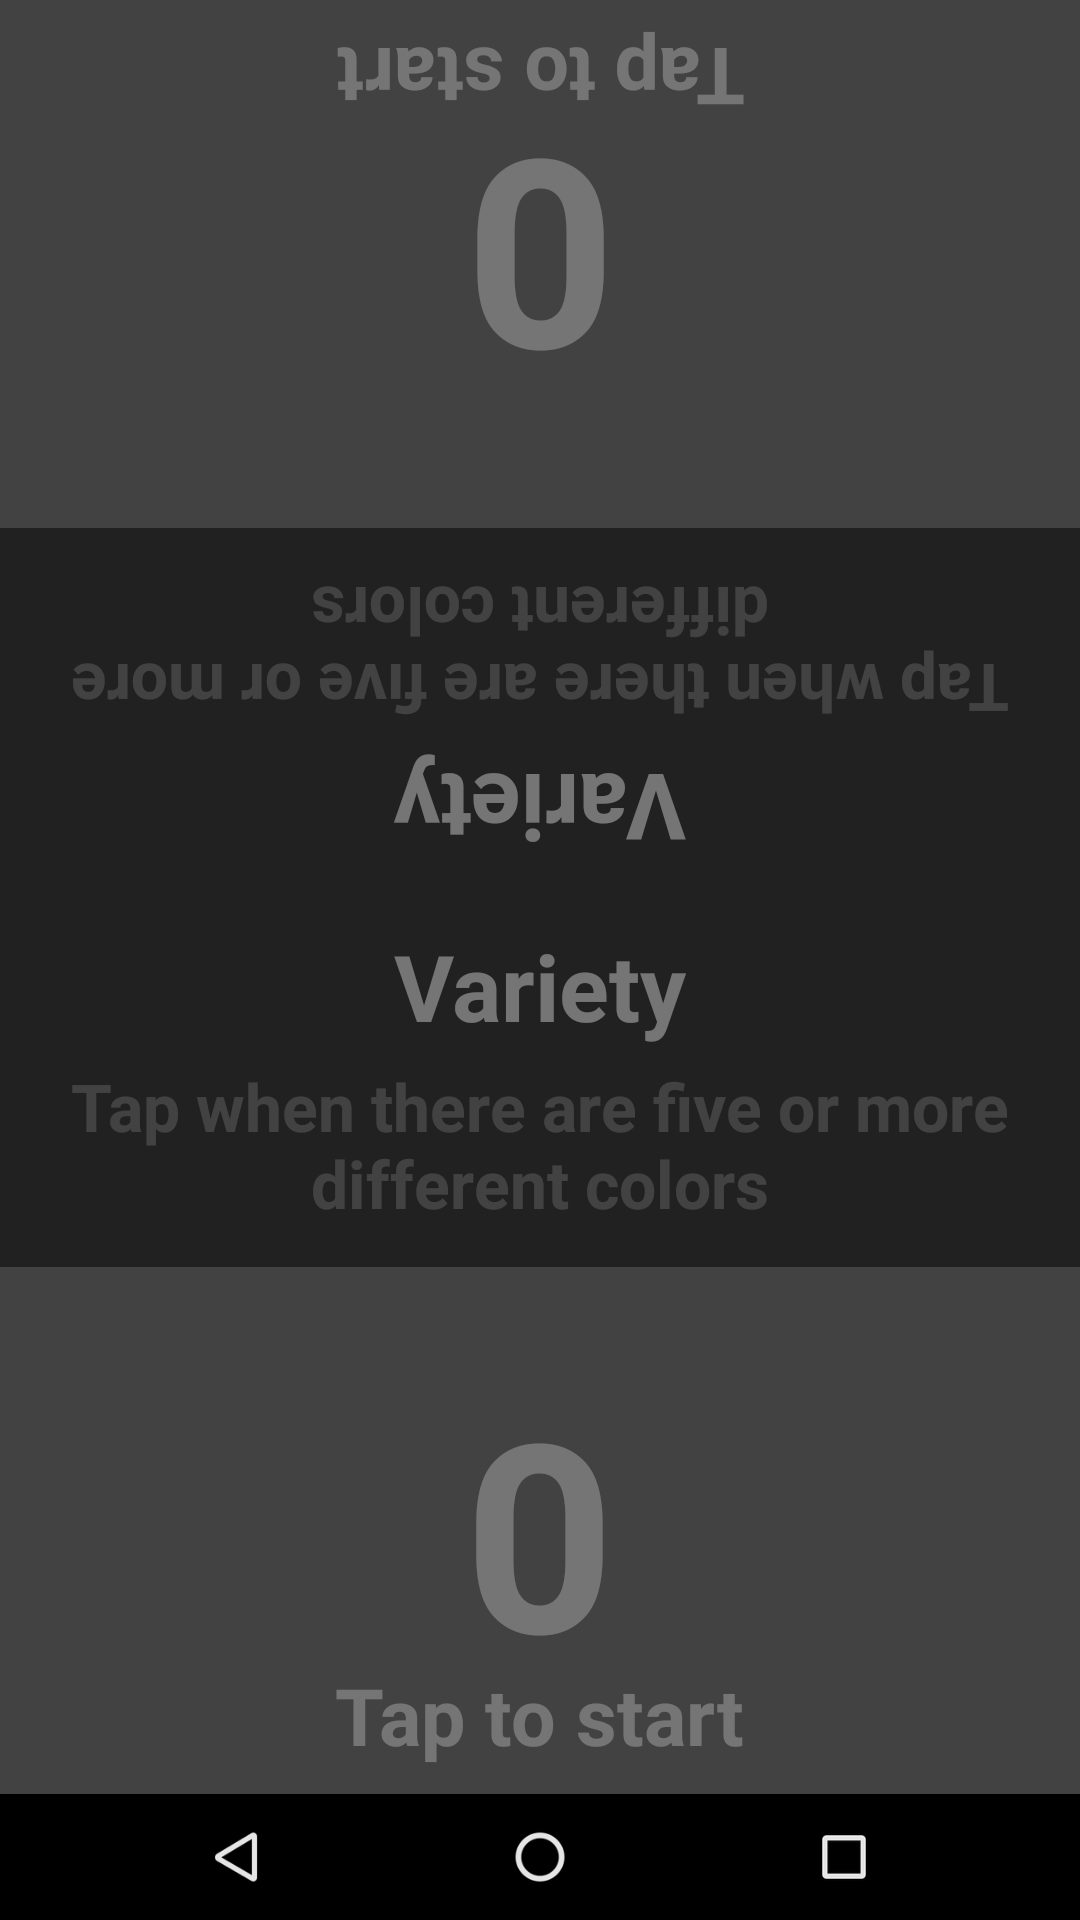 Tap to start
0
Tap when there are five or more
different colors
Variety
Variety
Tap when there are five or more
different colors
0
Tap to start